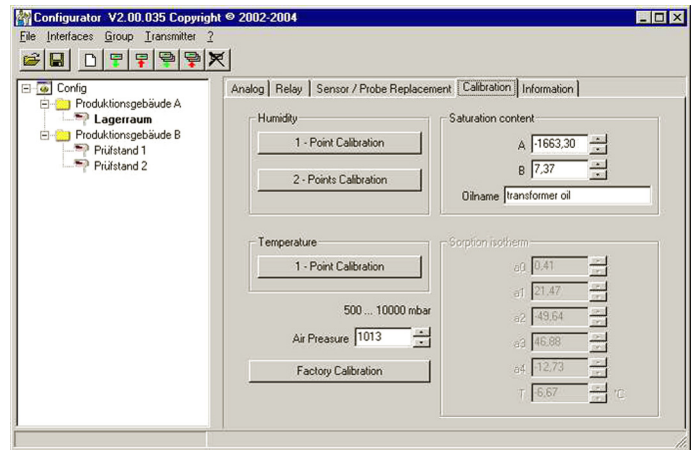 Configurator V2.00.035 Copyright © 2002-2004
File Interfaces Group Transmitter ?
Config
Produktionsgebäude A
Lagerraum
Produktionsgebäude B
Prüfstand 1
Prüfstand 2
Analog Relay Sensor / Probe Replacement Calibration Information
Humidity
1 - Point Calibration
2 - Points Calibration
Saturation content
A -1663,30
B 7,37
Oilname transformer oil
Temperature
1 - Point Calibration
500 ... 10000 mbar
Air Preasure 1013
Factory Calibration
Sorption isotherm
a0 0,41
a1 21,47
a2 -49,64
a3 46,88
a4 -12,73
T -6,67 °C